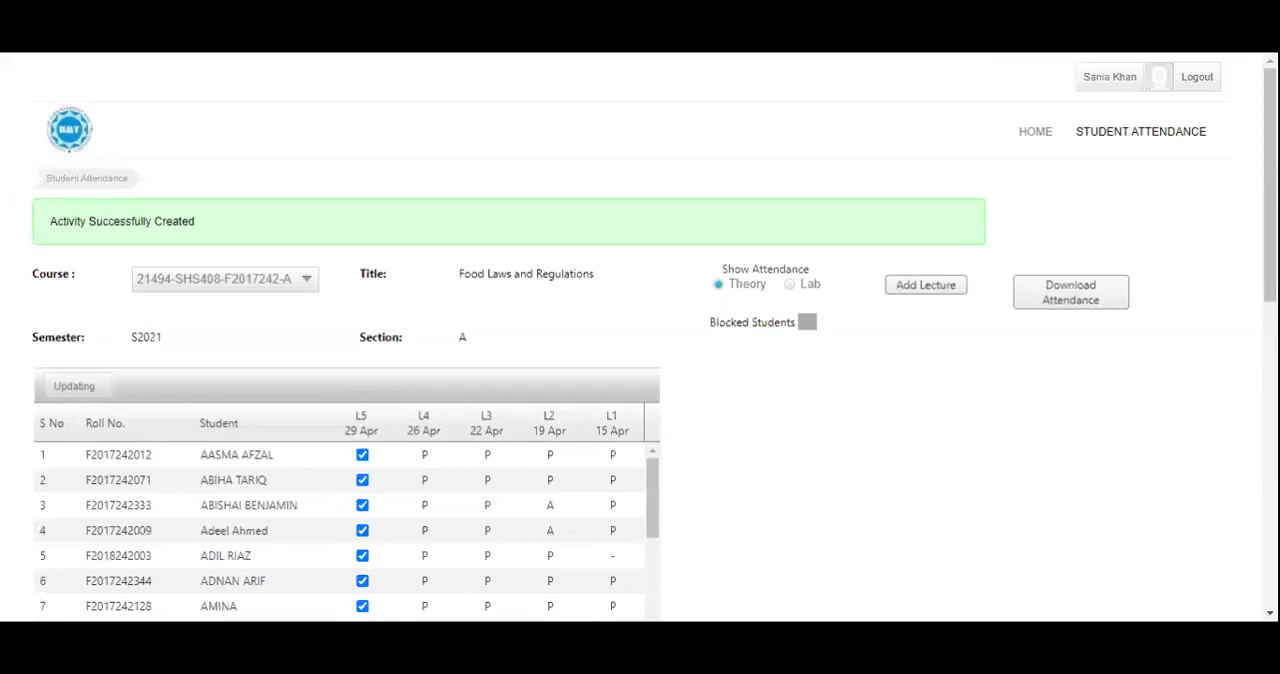 Sania Khan Logout
UMT
HOME STUDENT ATTENDANCE
Student Attendance
Activity Successfully Created
Course : 21494-SHS408-F2017242-A Title: Food Laws and Regulations Show Attendance
Theory Lab Add Lecture Download Attendance
Blocked Students
Semester: S2021 Section: A
Updating
S No Roll No. Student L5 29 Apr L4 26 Apr L3 22 Apr L2 19 Apr L1 15 Apr
1 F2017242012 AASMA AFZAL P P P P
2 F2017242071 ABIHA TARIQ P P P P
3 F2017242333 ABISHAI BENJAMIN P P A P
4 F2017242009 Adeel Ahmed P P A P
5 F2018242003 ADIL RIAZ P P P -
6 F2017242344 ADNAN ARIF P P P P
7 F2017242128 AMINA P P P P